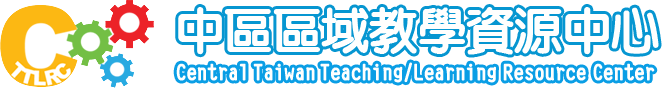 TTLRC
中區區域教學資源中心
Central Taiwan Teaching/Learning Resource Center